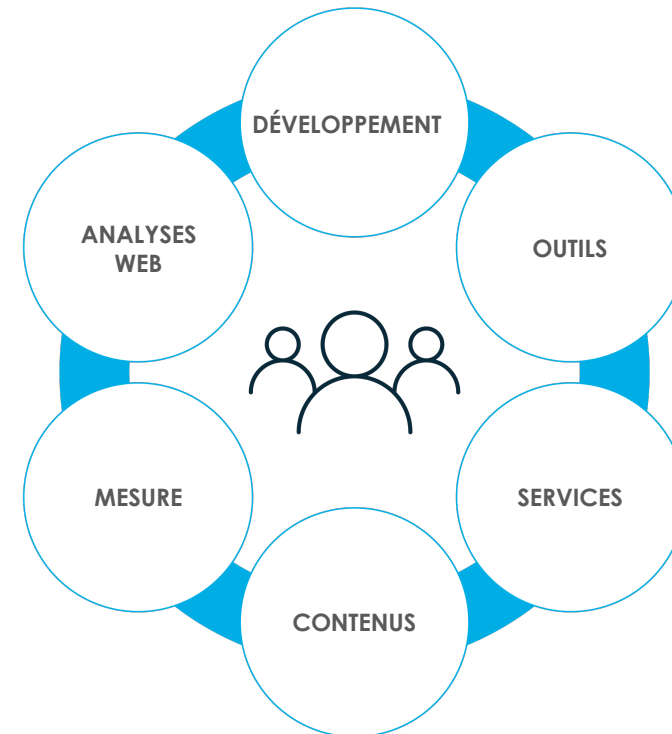 DÉVELOPPEMENT
OUTILS
SERVICES
CONTENUS
MESURE
ANALYSES
WEB